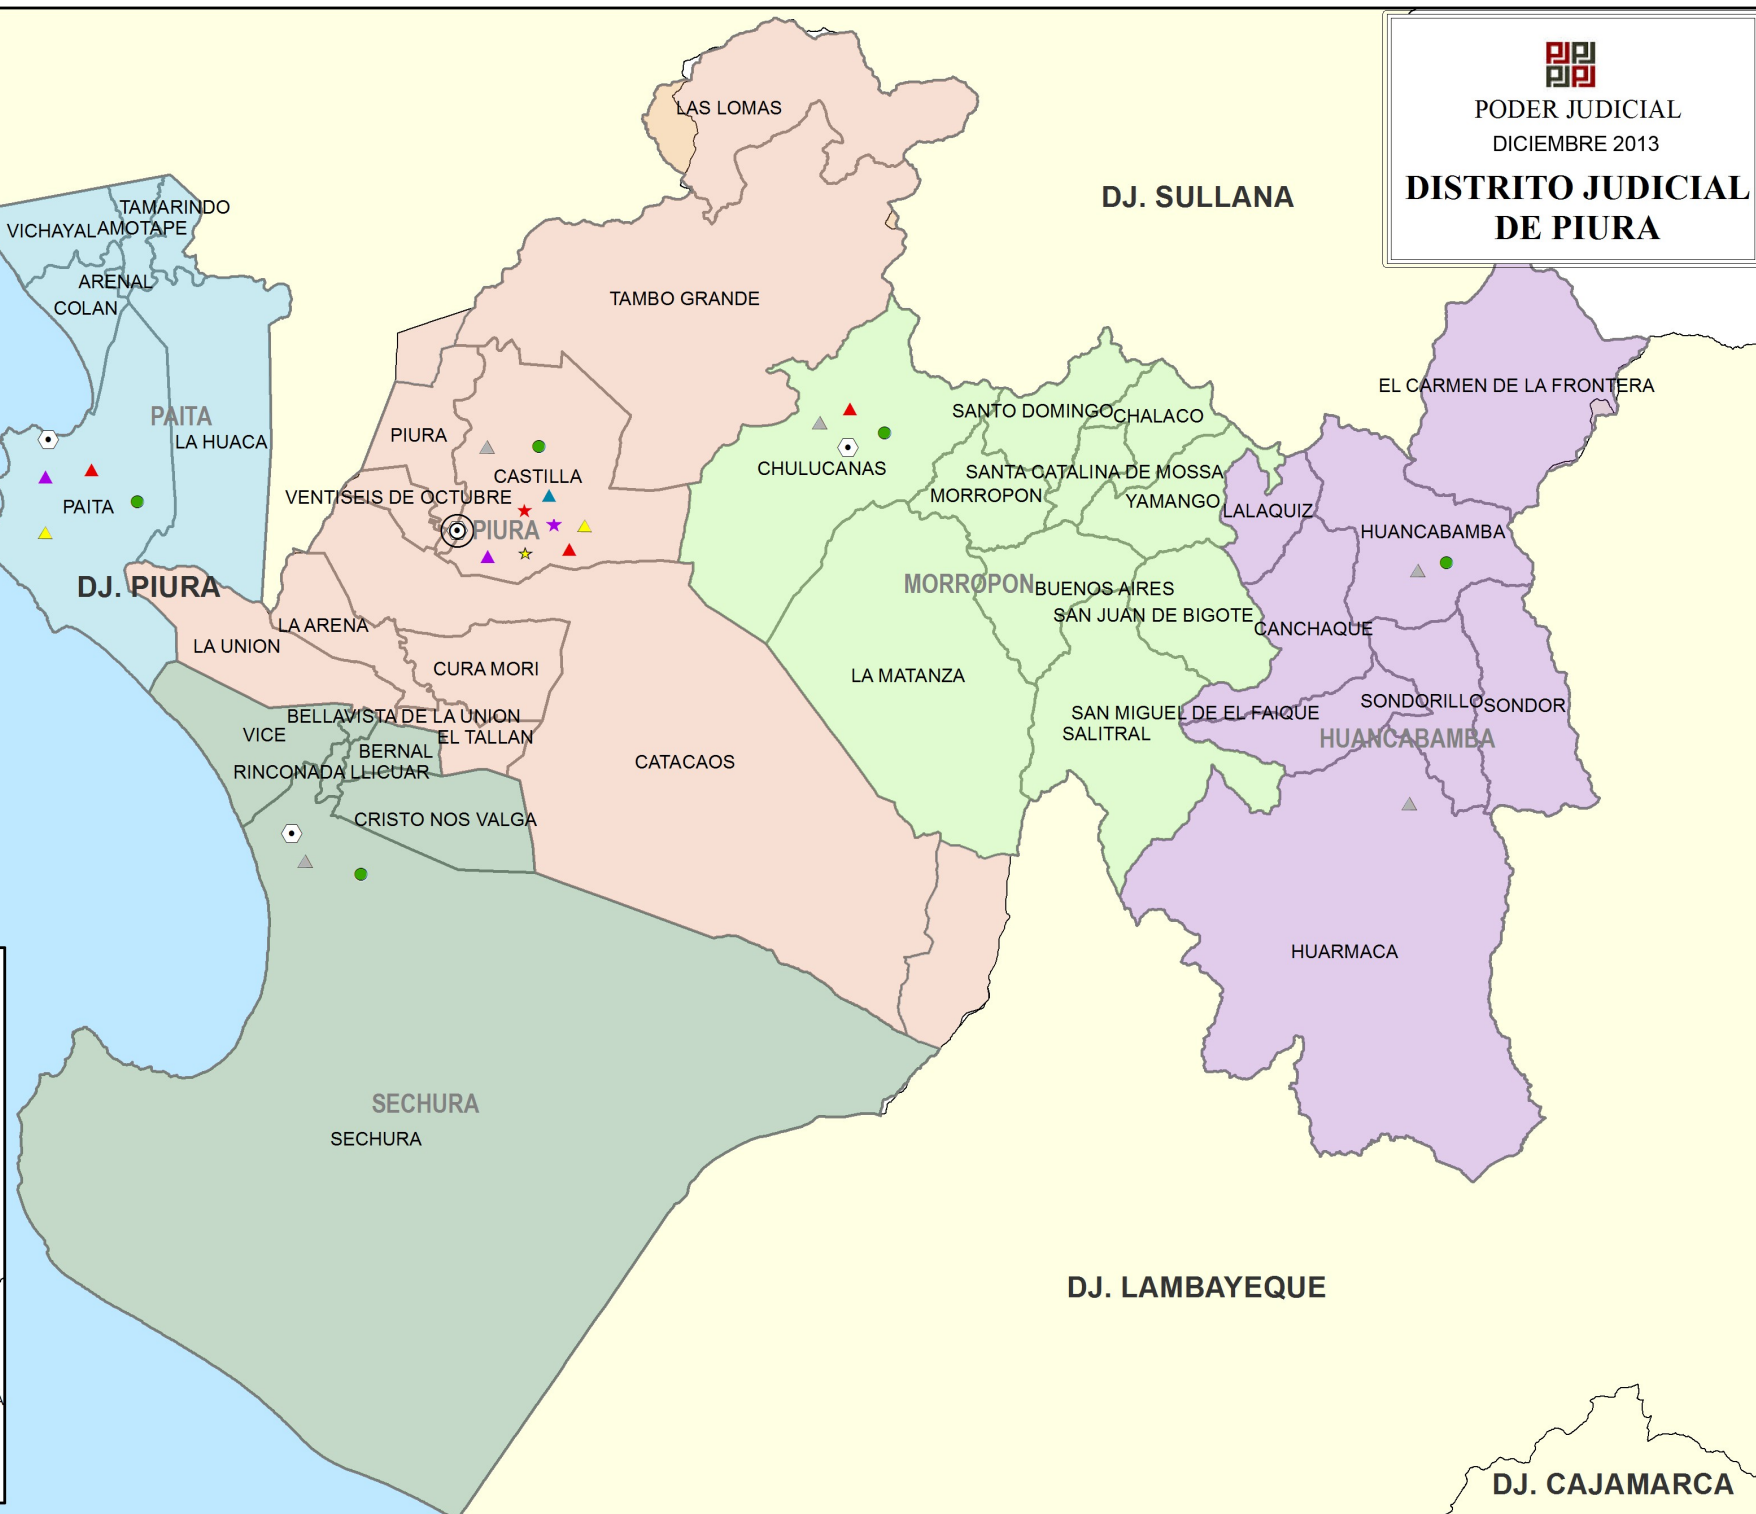 PODER JUDICIAL
DICIEMBRE 2013
DISTRITO JUDICIAL
DE PIURA
LAS LOMAS
DJ. SULLANA
TAMARINDO
VICHAYAL
AMOTAPE
ARENAL
COLAN
TAMBO GRANDE
EL CARMEN DE LA FRONTERA
PAITA
LA HUACA
PIURA
SANTO DOMINGO
CHALACO
CHULUCANAS
SANTA CATALINA DE MOSSA
CASTILLA
VENTISEIS DE OCTUBRE
MORROPON
YAMANGO
LALAQUIZ
PAITA
PIURA
HUANCABAMBA
DJ. PIURA
MORROPON
BUENOS AIRES
SAN JUAN DE BIGOTE
CANCHAQUE
LA ARENA
LA UNION
CURA MORI
LA MATANZA
SONDORILLO
SONDOR
SAN MIGUEL DE EL FAIQUE
BELLAVISTA DE LA UNION
VICE
EL TALLAN
SALITRAL
HUANCABAMBA
BERNAL
CATACAOS
RINCONADA LLICUAR
CRISTO NOS VALGA
HUARMACA
SECHURA
SECHURA
DJ. LAMBAYEQUE
DJ. CAJAMARCA